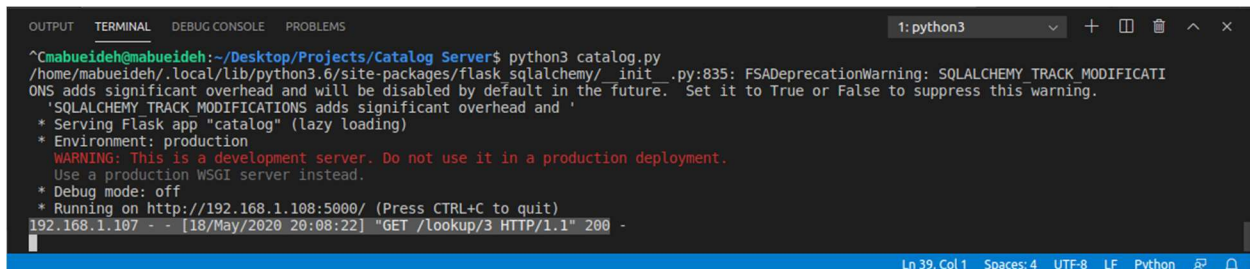 OUTPUT TERMINAL DEBUG CONSOLE PROBLEMS 1: python3
^Cmabueideh@mabueideh:~/Desktop/Projects/Catalog Server$ python3 catalog.py
/home/mabueideh/.local/lib/python3.6/site-packages/flask_sqlalchemy/__init__.py:835: FSADeprecationWarning: SQLALCHEMY_TRACK_MODIFICATI
ONS adds significant overhead and will be disabled by default in the future.  Set it to True or False to suppress this warning.
  'SQLALCHEMY_TRACK_MODIFICATIONS adds significant overhead and '
 * Serving Flask app "catalog" (lazy loading)
 * Environment: production
   WARNING: This is a development server. Do not use it in a production deployment.
   Use a production WSGI server instead.
 * Debug mode: off
 * Running on http://192.168.1.108:5000/ (Press CTRL+C to quit)
192.168.1.107 - - [18/May/2020 20:08:22] "GET /lookup/3 HTTP/1.1" 200 -
Ln 39, Col 1 Spaces: 4 UTF-8 LF Python